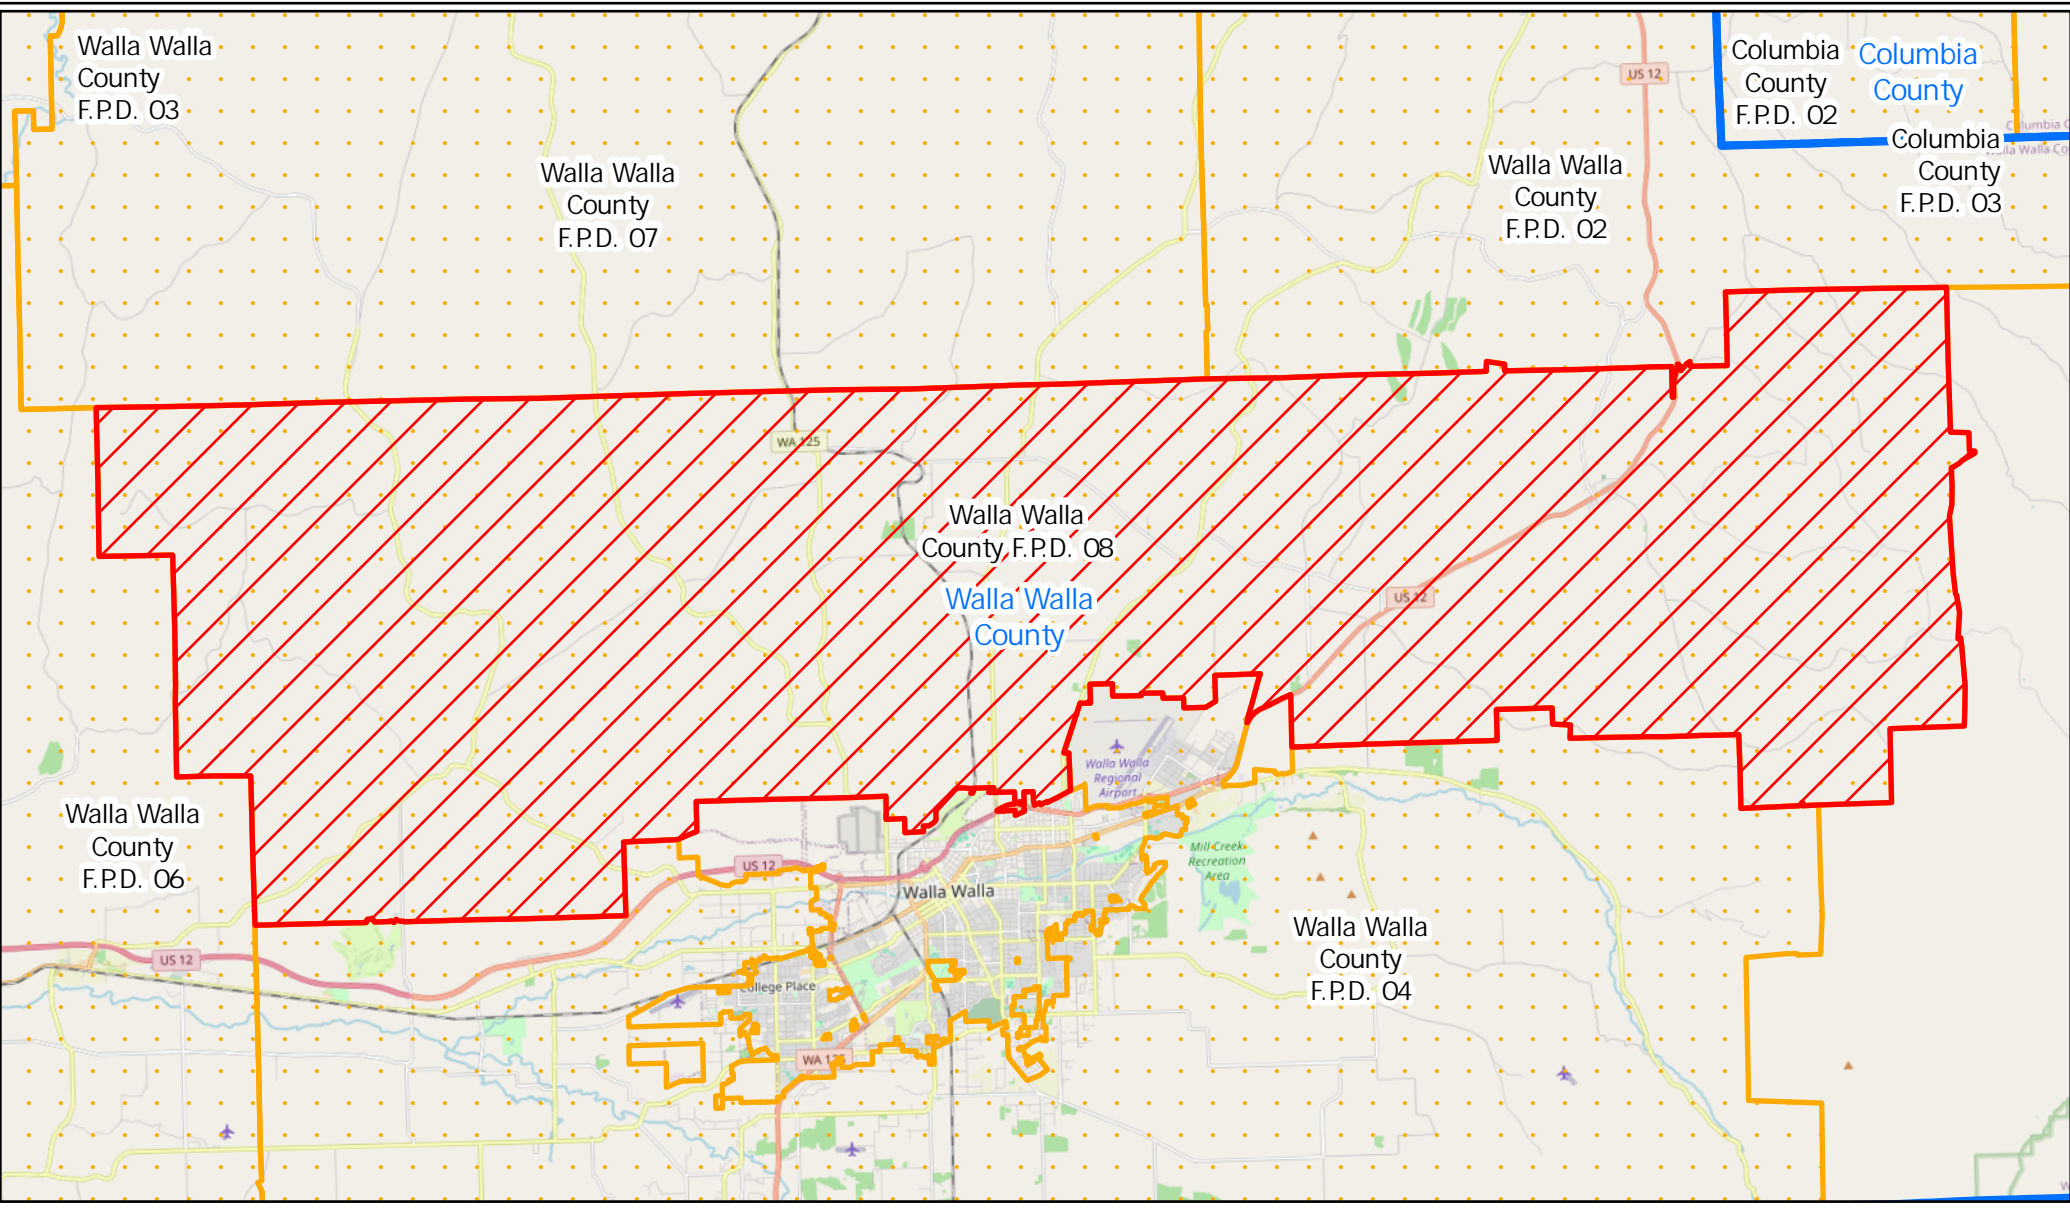 Walla Walla
County
F.P.D. 03
Columbia
County
F.P.D. 02
Columbia
County
US 12
Columbia
County
F.P.D. 03
Walla Walla
County
F.P.D. 07
Walla Walla
County
F.P.D. 02
WA 125
Walla Walla
County F.P.D. 08
Walla Walla
County
US 12
Walla Walla
Regional
Airport
Walla Walla
County
F.P.D. 06
US 12
Mill Creek
Recreation
Area
Walla Walla
Walla Walla
County
F.P.D. 04
US 12
College Place
WA 125